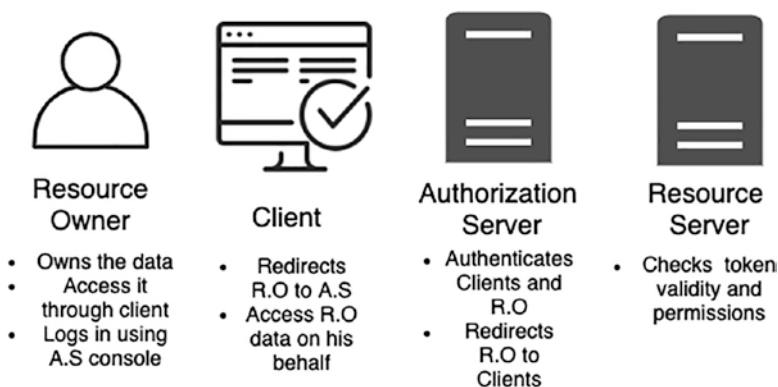 Resource
Owner
• Owns the data
• Access it
through client
• Logs in using
A.S console
Client
• Redirects
R.O to A.S
• Access R.O
data on his
behalf
Authorization
Server
• Authenticates
Clients and
R.O
• Redirects
R.O to
Clients
Resource
Server
• Checks token
validity and
permissions